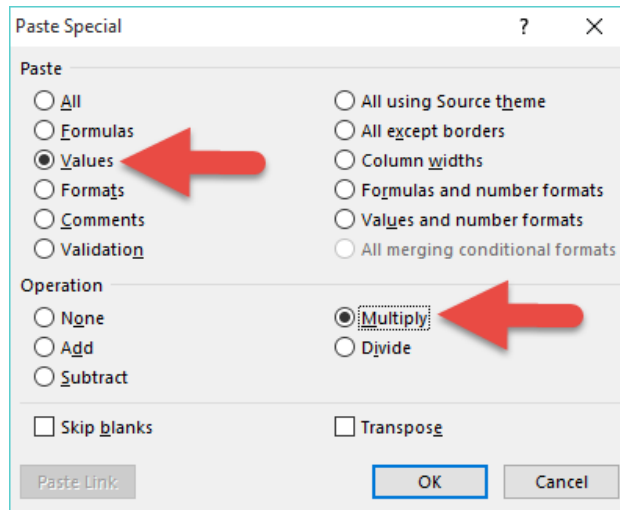 Paste Special ? X
Paste
All
Formulas
Values
Formats
Comments
Validation
All using Source theme
All except borders
Column widths
Formulas and number formats
Values and number formats
All merging conditional formats
Operation
None
Add
Subtract
Multiply
Divide
Skip blanks
Transpose
Paste Link
OK
Cancel